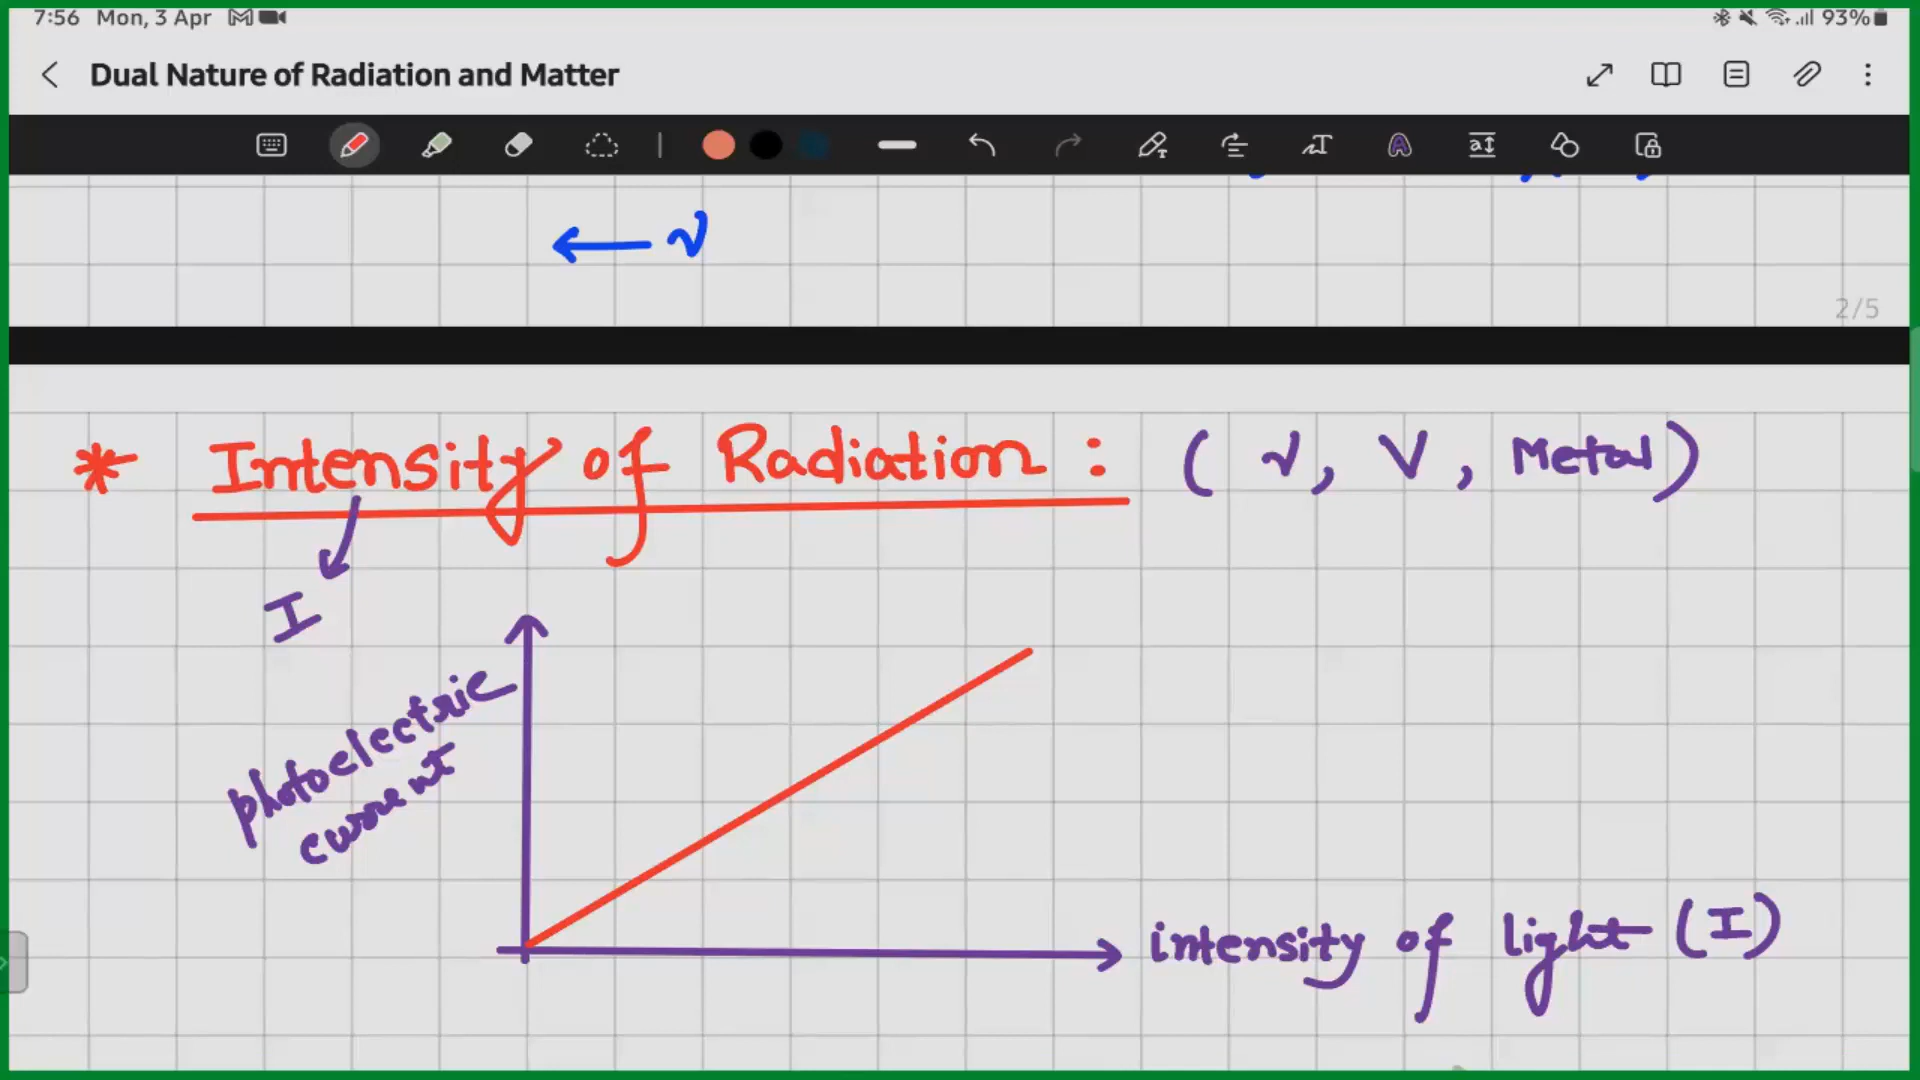 7:56 Mon, 3 Apr 93%
Dual Nature of Radiation and Matter
ν
2/5
* Intensity of Radiation : ( ν, V, Metal)
I
photoelectric
current
intensity of light (I)